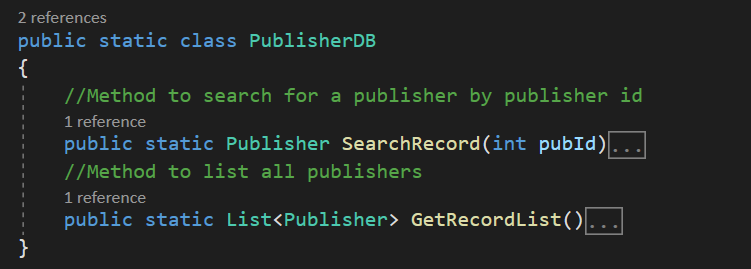 2 references
public static class PublisherDB
{
//Method to search for a publisher by publisher id
1 reference
public static Publisher SearchRecord(int pubId)...
//Method to list all publishers
1 reference
public static List<Publisher> GetRecordList()...
}